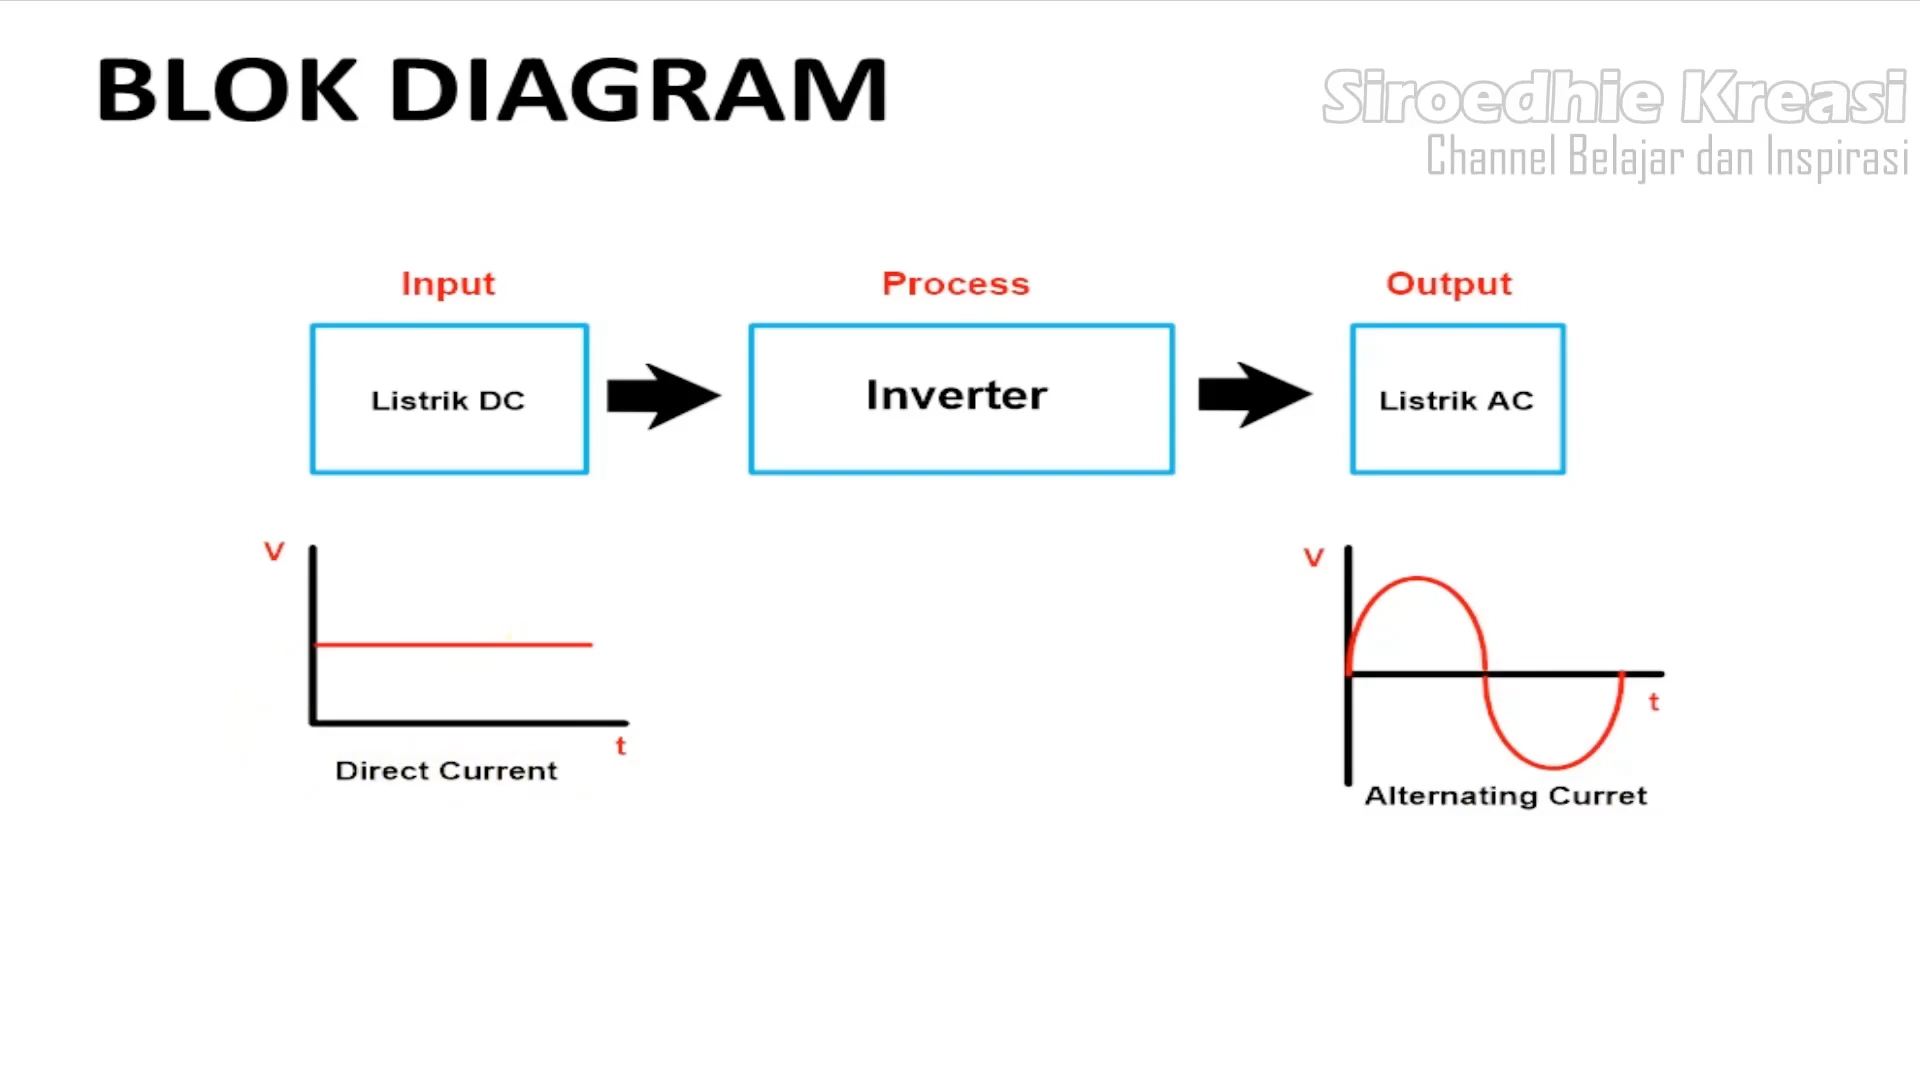 BLOK DIAGRAM
Siroedhie Kreasi
Channel Belajar dan Inspirasi
Input
Process
Output
Listrik DC
Inverter
Listrik AC
V
t
Direct Current
V
t
Alternating Curret